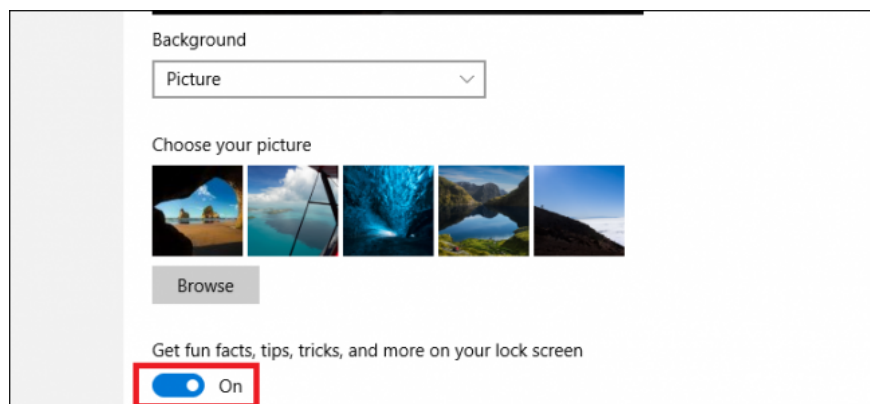 Background
Picture
Choose your picture
Browse
Get fun facts, tips, tricks, and more on your lock screen
On